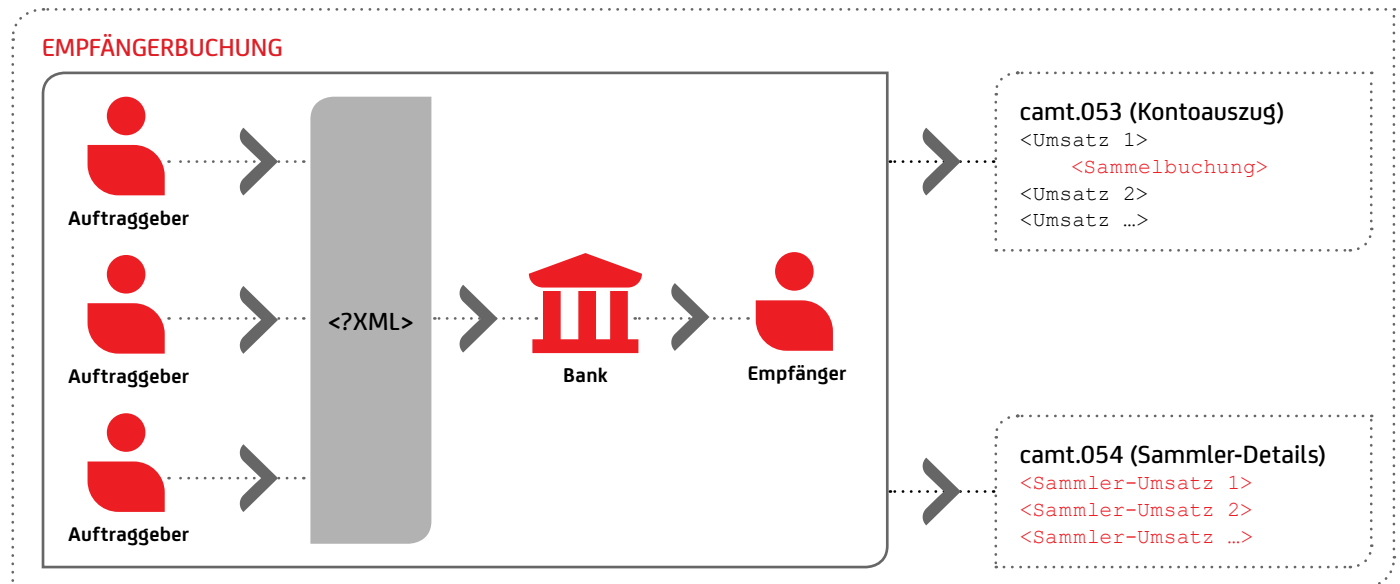 EMPFÄNGERBUCHUNG
Auftraggeber
Auftraggeber
Auftraggeber
<?XML>
Bank
Empfänger
camt.053 (Kontoauszug)
<Umsatz 1>
<Sammelbuchung>
<Umsatz 2>
<Umsatz …>
camt.054 (Sammler-Details)
<Sammler-Umsatz 1>
<Sammler-Umsatz 2>
<Sammler-Umsatz …>